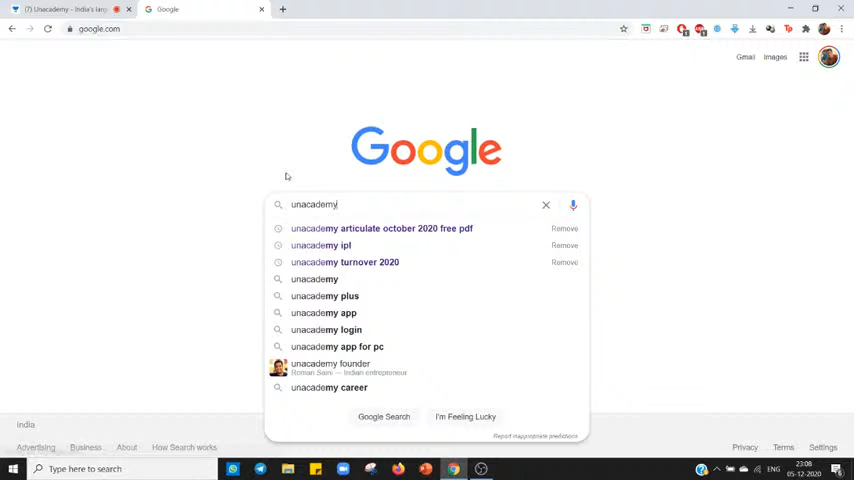 (7) Unacademy - India's larg
Google
google.com
Gmail Images
Google
unacademy
unacademy articulate october 2020 free pdf Remove
unacademy ipl Remove
unacademy turnover 2020 Remove
unacademy
unacademy plus
unacademy app
unacademy login
unacademy app for pc
unacademy founder
Roman Saini — Indian entrepreneur
unacademy career
Google Search I'm Feeling Lucky
Report inappropriate predictions
India
Advertising Business About How Search works Privacy Terms Settings
Type here to search
ENG
23:08
05-12-2020